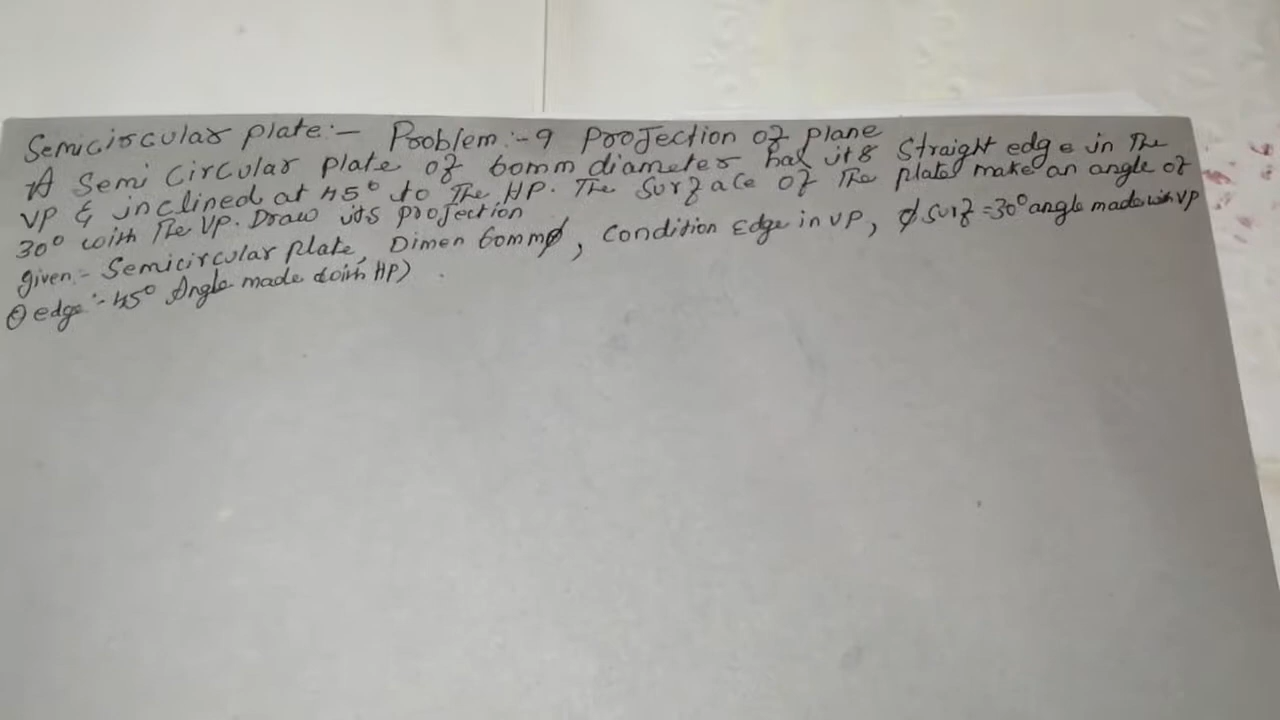 Semicircular plate:- Problem:-9 Projection of plane
A Semi Circular plate of 60mm diameter has its Straight edge in The
VP & inclined at 45° to The HP. The Surface of The plate make an angle of
30° with The VP. Draw its projection
given:- Semicircular plate, Dimen 60mmϕ, Condition Edge in VP, ϕ surf=30° angle made with VP
θ edge:- 45° Angle made with HP)